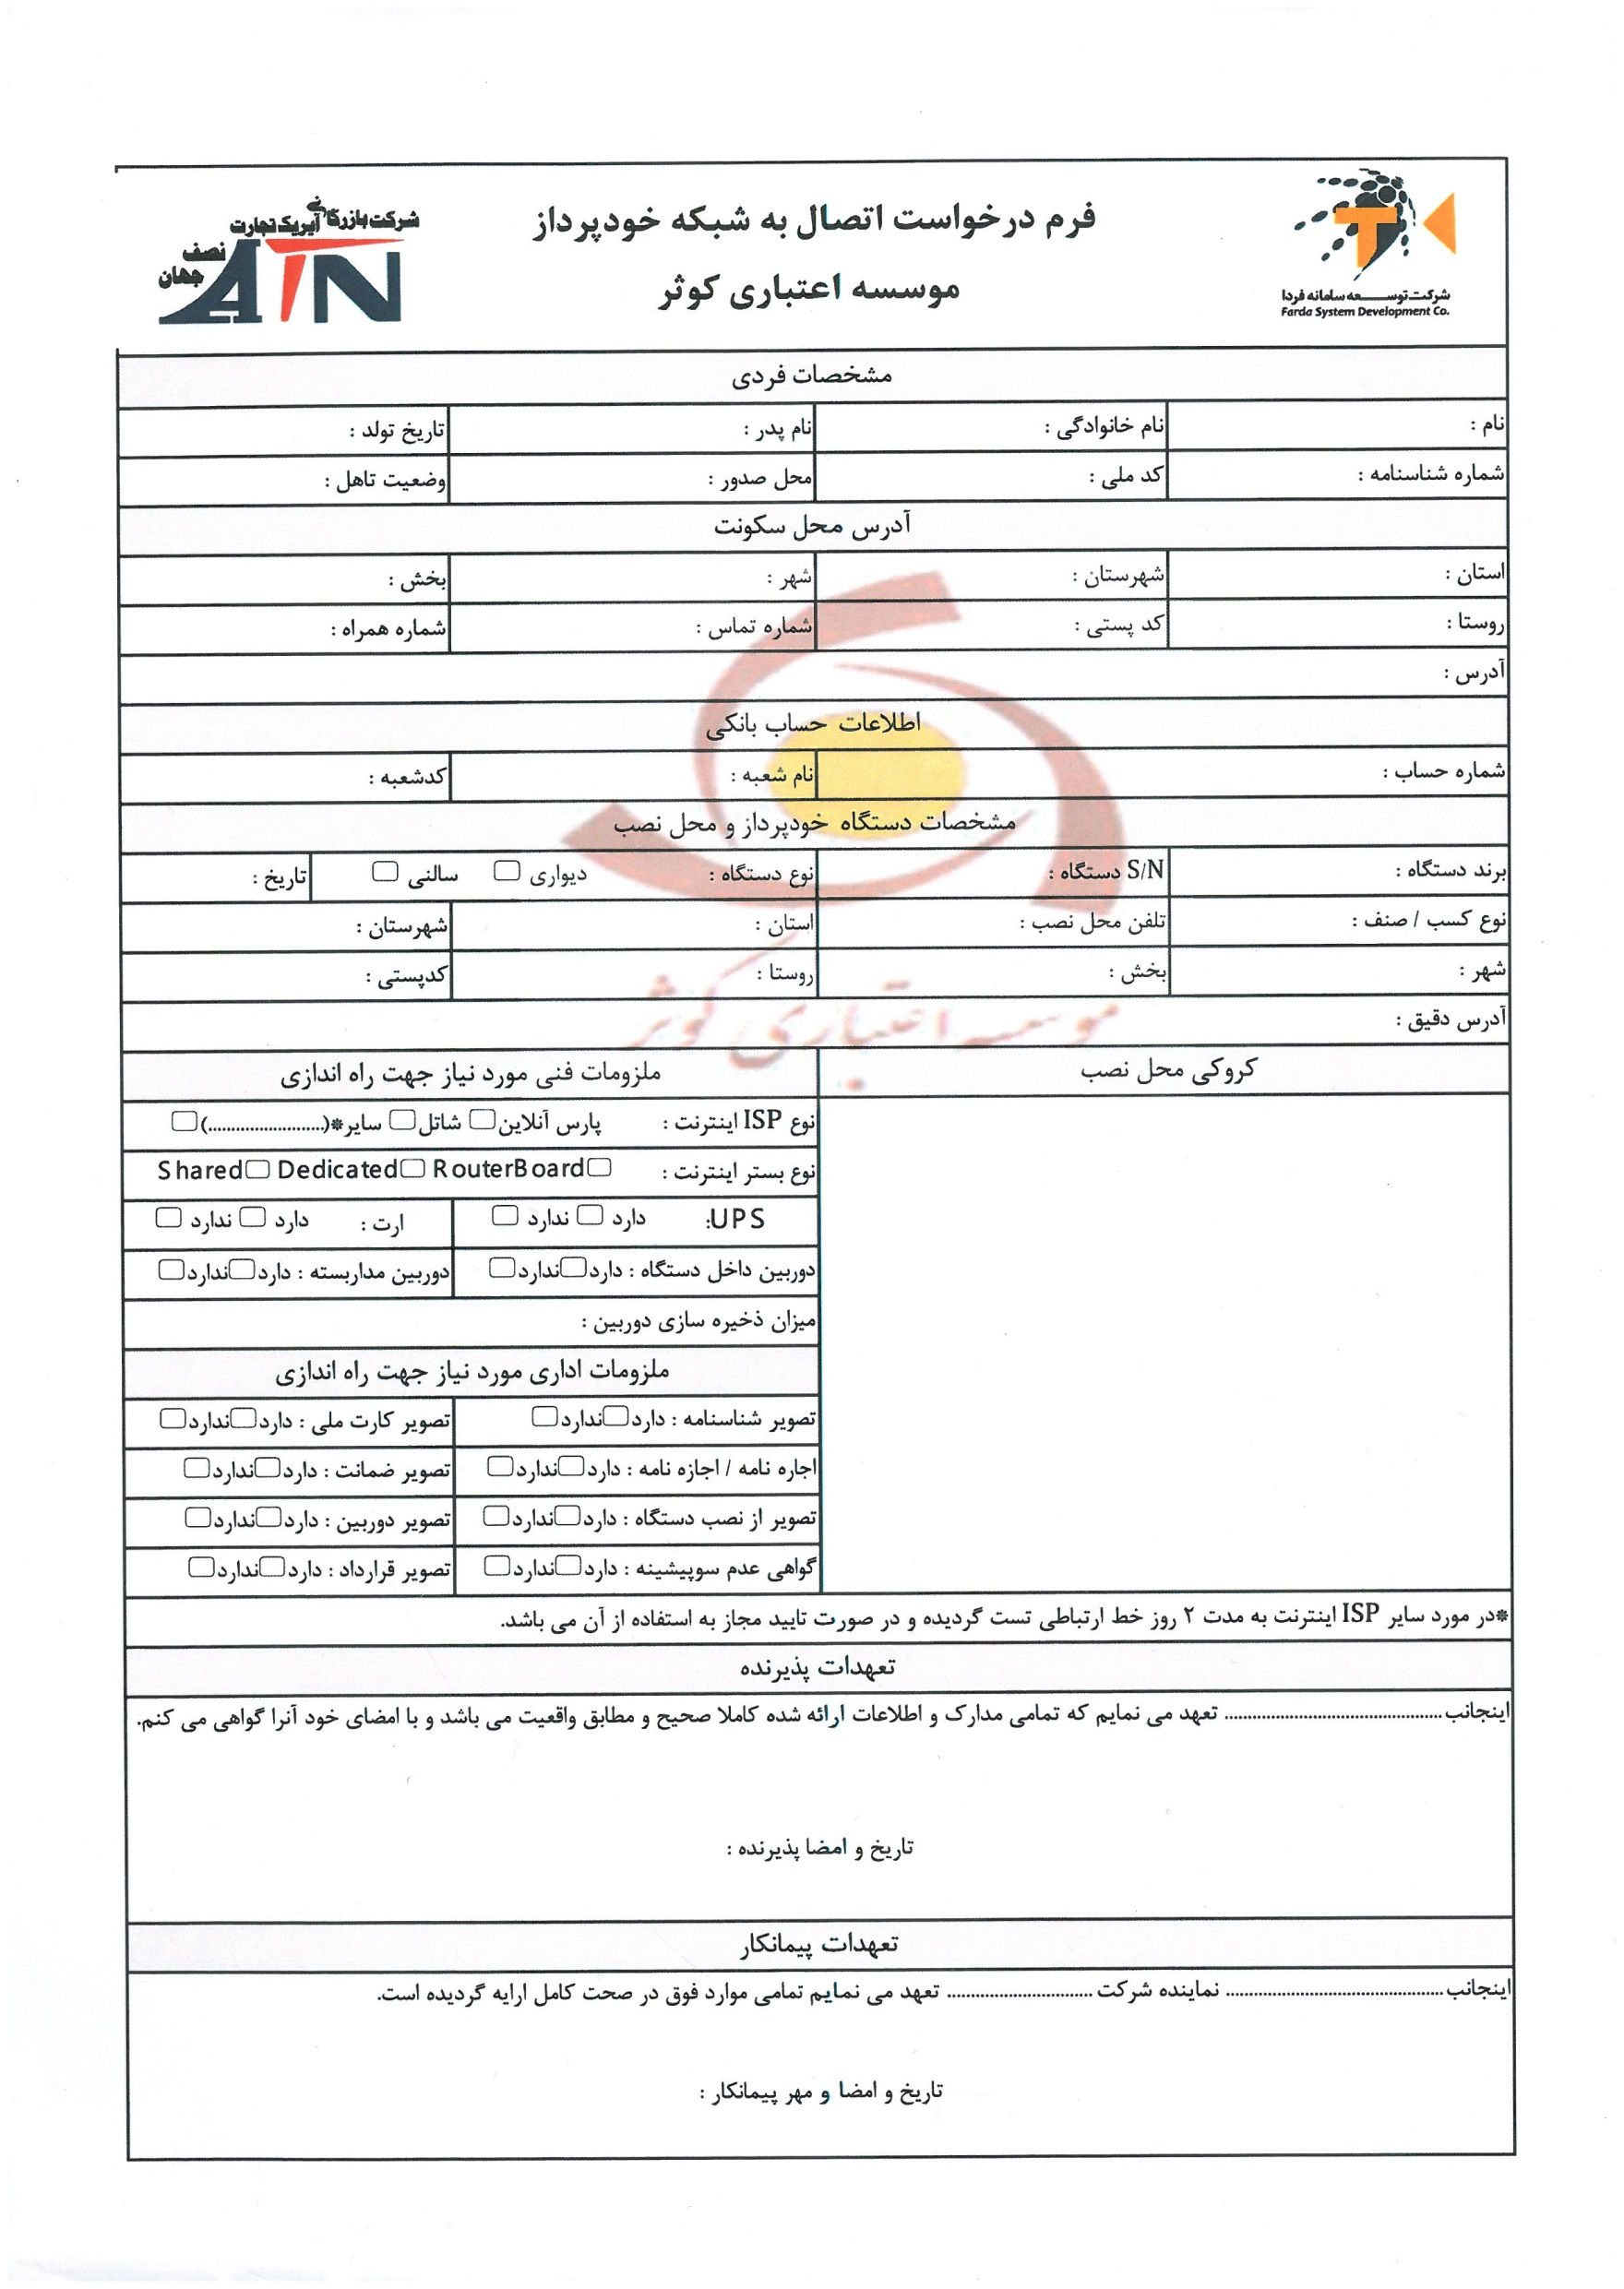 شرکت توسعه سامانه فردا
Farda System Development Co.
فرم درخواست اتصال به شبکه خودپرداز
موسسه اعتباری کوثر
شرکت بازرگانی آیریک تجارت
نصف جهان
ATN
مشخصات فردی
نام : نام خانوادگی : نام پدر : تاریخ تولد :
شماره شناسنامه : کد ملی : محل صدور : وضعیت تاهل :
آدرس محل سکونت
استان : شهرستان : شهر : بخش :
روستا : کد پستی : شماره تماس : شماره همراه :
آدرس :
اطلاعات حساب بانکی
شماره حساب : نام شعبه : کدشعبه :
مشخصات دستگاه خودپرداز و محل نصب
برند دستگاه : S/N دستگاه : نوع دستگاه : دیواری سالنی تاریخ :
نوع کسب / صنف : تلفن محل نصب : استان : شهرستان :
شهر : بخش : روستا : کدپستی :
موسسه اعتباری کوثر
آدرس دقیق :
کروکی محل نصب
ملزومات فنی مورد نیاز جهت راه اندازی
نوع ISP اینترنت : پارس آنلاین شاتل سایر*(........................)
نوع بستر اینترنت : RouterBoard Dedicated Shared
UPS: دارد ندارد ارت : دارد ندارد
دوربین داخل دستگاه : دارد ندارد دوربین مداربسته : دارد ندارد
میزان ذخیره سازی دوربین :
ملزومات اداری مورد نیاز جهت راه اندازی
تصویر شناسنامه : دارد ندارد تصویر کارت ملی : دارد ندارد
اجاره نامه / اجازه نامه : دارد ندارد تصویر ضمانت : دارد ندارد
تصویر از نصب دستگاه : دارد ندارد تصویر دوربین : دارد ندارد
گواهی عدم سوپیشینه : دارد ندارد تصویر قرارداد : دارد ندارد
*در مورد سایر ISP اینترنت به مدت ۲ روز خط ارتباطی تست گردیده و در صورت تایید مجاز به استفاده از آن می باشد.
تعهدات پذیرنده
اینجانب............................................ تعهد می نمایم که تمامی مدارک و اطلاعات ارائه شده کاملا صحیح و مطابق واقعیت می باشد و با امضای خود آنرا گواهی می کنم.
تاریخ و امضا پذیرنده :
تعهدات پیمانکار
اینجانب............................................ نماینده شرکت .............................. تعهد می نمایم تمامی موارد فوق در صحت کامل ارایه گردیده است.
تاریخ و امضا و مهر پیمانکار :